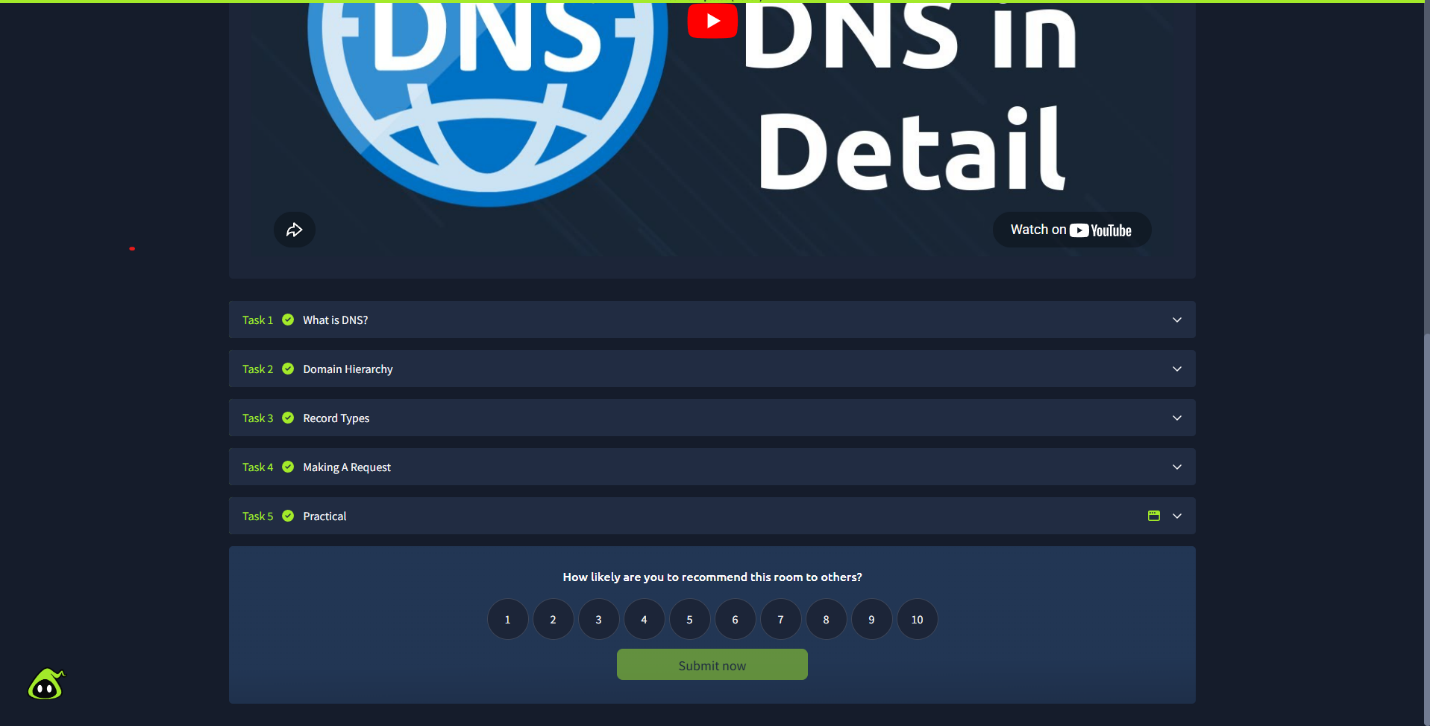 DNS
DNS in
Detail
Watch on YouTube
Task 1 What is DNS?
Task 2 Domain Hierarchy
Task 3 Record Types
Task 4 Making A Request
Task 5 Practical
How likely are you to recommend this room to others?
1 2 3 4 5 6 7 8 9 10
Submit now